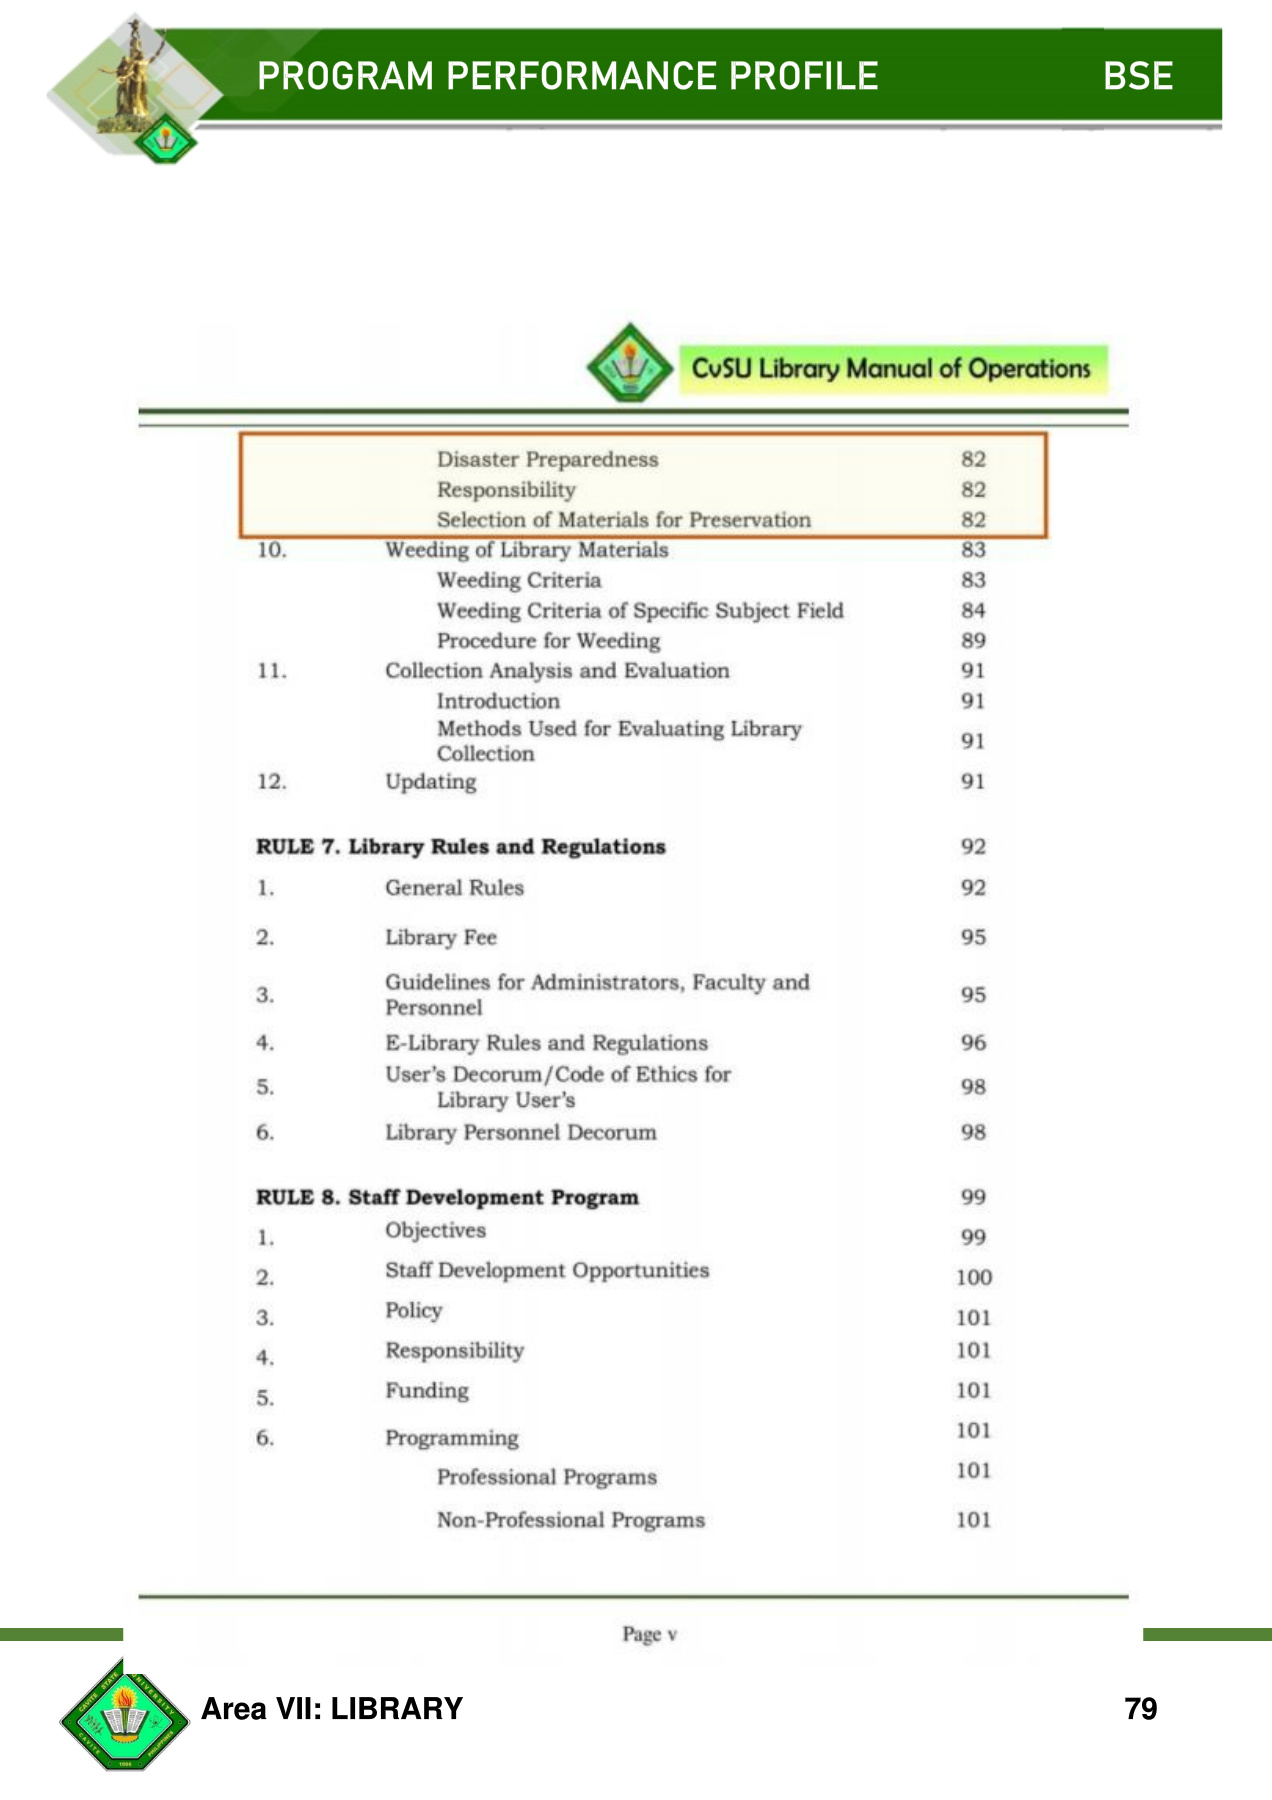 PROGRAM PERFORMANCE PROFILE BSE
CvSU Library Manual of Operations
Disaster Preparedness 82
Responsibility 82
Selection of Materials for Preservation 82
10. Weeding of Library Materials 83
Weeding Criteria 83
Weeding Criteria of Specific Subject Field 84
Procedure for Weeding 89
11. Collection Analysis and Evaluation 91
Introduction 91
Methods Used for Evaluating Library
Collection 91
12. Updating 91
RULE 7. Library Rules and Regulations 92
1. General Rules 92
2. Library Fee 95
3. Guidelines for Administrators, Faculty and
Personnel 95
4. E-Library Rules and Regulations 96
5. User's Decorum/Code of Ethics for
Library User's 98
6. Library Personnel Decorum 98
RULE 8. Staff Development Program 99
1. Objectives 99
2. Staff Development Opportunities 100
3. Policy 101
4. Responsibility 101
5. Funding 101
6. Programming 101
Professional Programs 101
Non-Professional Programs 101
Page v
CAVITE STATE UNIVERSITY
CAVITE PHILIPPINES
1906
Area VII: LIBRARY 79